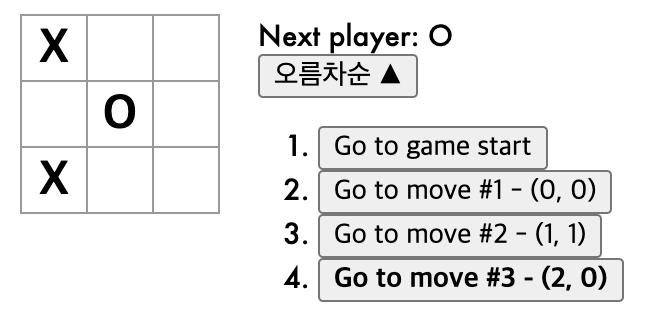 X
Next player: O
오름차순 ▲
O
X
1. Go to game start
2. Go to move #1 - (0, 0)
3. Go to move #2 - (1, 1)
4. Go to move #3 - (2, 0)